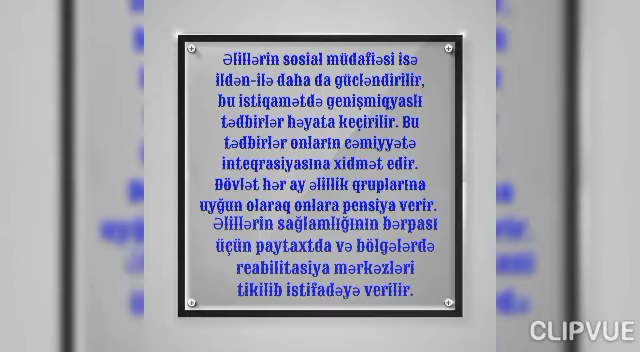 Əlillərin sosial müdafiəsi isə
ildən-ilə daha da gücləndirilir,
bu istiqamətdə genişmiqyaslı
tədbirlər həyata keçirilir. Bu
tədbirlər onların cəmiyyətə
inteqrasiyasına xidmət edir.
Dövlət hər ay əlillik qruplarına
uyğun olaraq onlara pensiya verir.
Əlillərin sağlamlığının bərpası
üçün paytaxtda və bölgələrdə
reabilitasiya mərkəzləri
tikilib istifadəyə verilir.
CLIPVUE